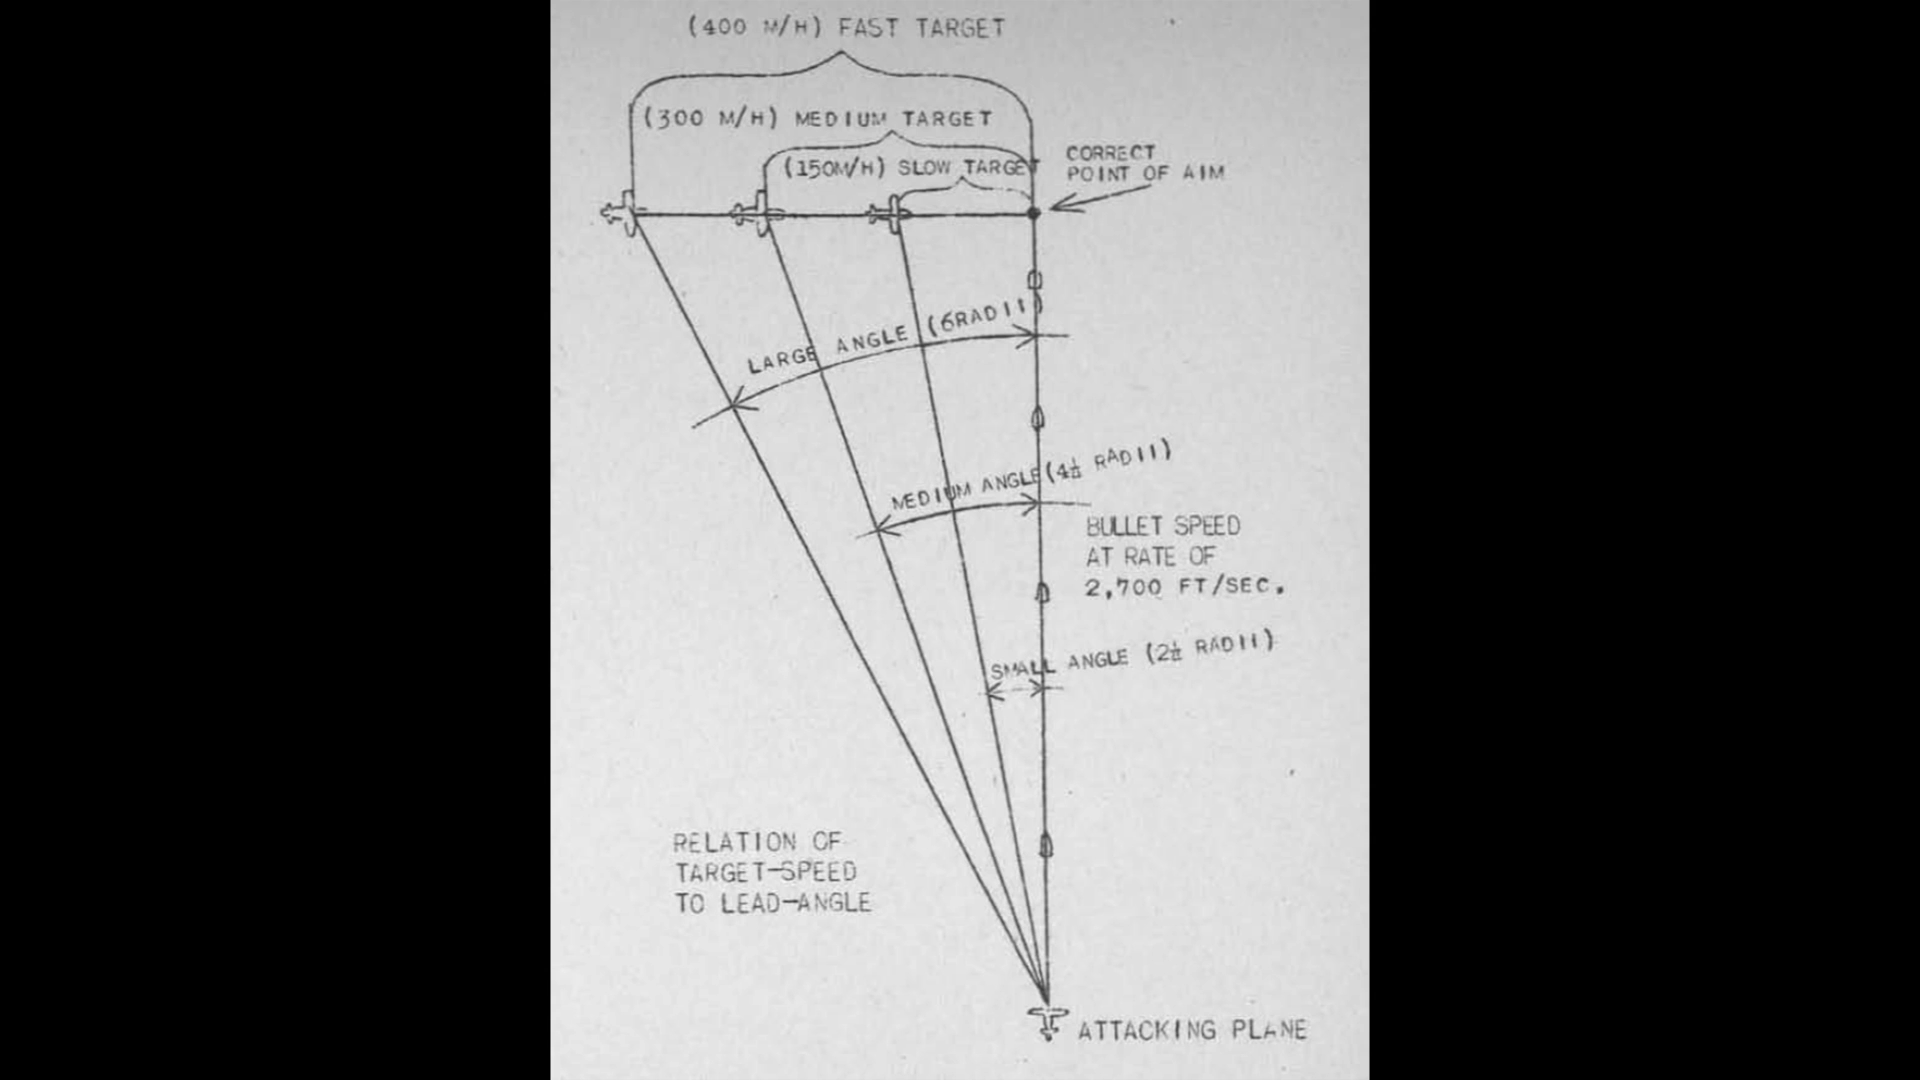 (400 M/H) FAST TARGET
(300 M/H) MEDIUM TARGET
(150M/H) SLOW TARGET
CORRECT
POINT OF AIM
LARGE ANGLE (6RADII)
MEDIUM ANGLE (4½ RADII)
BULLET SPEED
AT RATE OF
2,700 FT/SEC.
SMALL ANGLE (2½ RADII)
RELATION OF
TARGET-SPEED
TO LEAD-ANGLE
ATTACKING PLANE